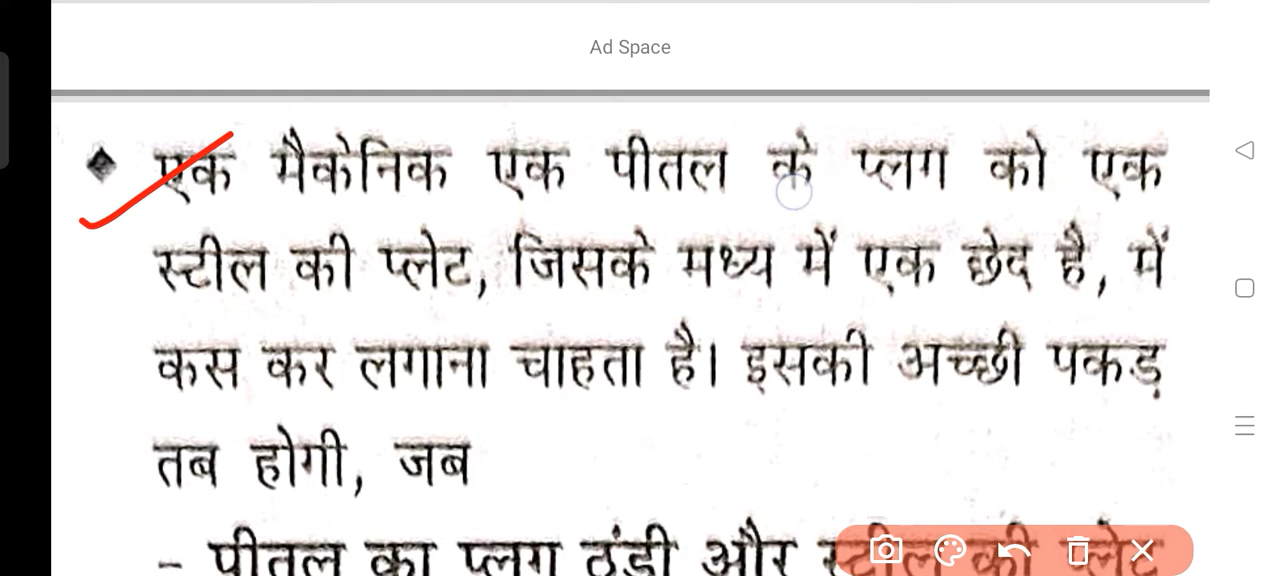 Ad Space
एक मैकेनिक एक पीतल के प्लग को एक
स्टील की प्लेट, जिसके मध्य में एक छेद है, में
कस कर लगाना चाहता है। इसकी अच्छी पकड़
तब होगी, जब
– पीतल का प्लग ठंडी और स्टील की प्लेट